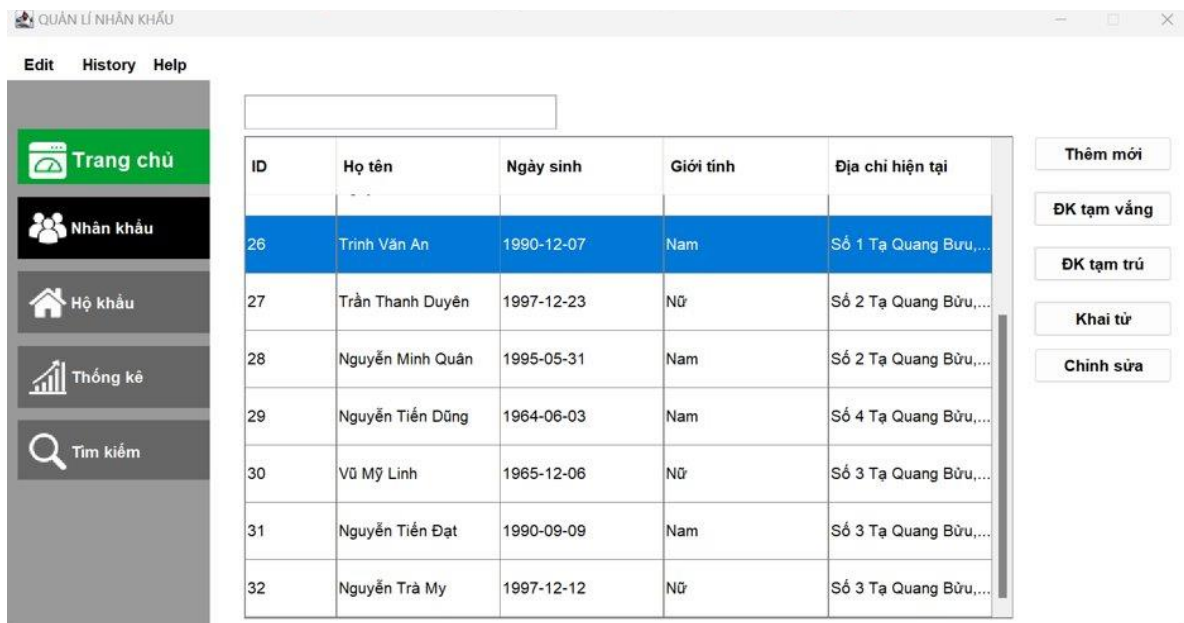 QUẢN LÍ NHÂN KHẨU
Edit History Help
Trang chủ
Nhân khẩu
Hộ khẩu
Thống kê
Tìm kiếm
ID Họ tên Ngày sinh Giới tính Địa chỉ hiện tại
26 Trinh Văn An 1990-12-07 Nam Số 1 Tạ Quang Bưu,...
27 Trần Thanh Duyên 1997-12-23 Nữ Số 2 Tạ Quang Bửu,...
28 Nguyễn Minh Quân 1995-05-31 Nam Số 2 Tạ Quang Bửu,...
29 Nguyễn Tiến Dũng 1964-06-03 Nam Số 4 Tạ Quang Bửu,...
30 Vũ Mỹ Linh 1965-12-06 Nữ Số 3 Tạ Quang Bửu,...
31 Nguyễn Tiến Đạt 1990-09-09 Nam Số 3 Tạ Quang Bửu,...
32 Nguyễn Trà My 1997-12-12 Nữ Số 3 Tạ Quang Bửu,...
Thêm mới
ĐK tạm vắng
ĐK tạm trú
Khai tử
Chỉnh sửa